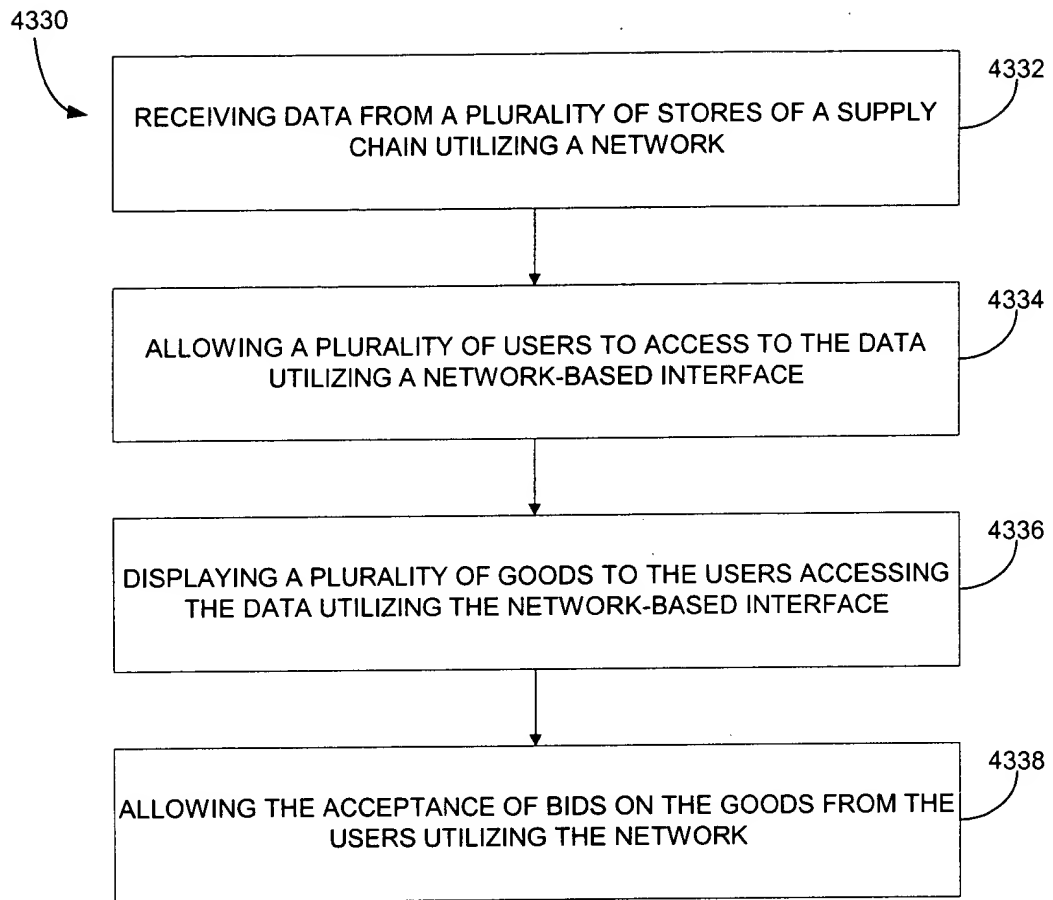 4330
4332
RECEIVING DATA FROM A PLURALITY OF STORES OF A SUPPLY
CHAIN UTILIZING A NETWORK
4334
ALLOWING A PLURALITY OF USERS TO ACCESS TO THE DATA
UTILIZING A NETWORK-BASED INTERFACE
4336
DISPLAYING A PLURALITY OF GOODS TO THE USERS ACCESSING
THE DATA UTILIZING THE NETWORK-BASED INTERFACE
4338
ALLOWING THE ACCEPTANCE OF BIDS ON THE GOODS FROM THE
USERS UTILIZING THE NETWORK